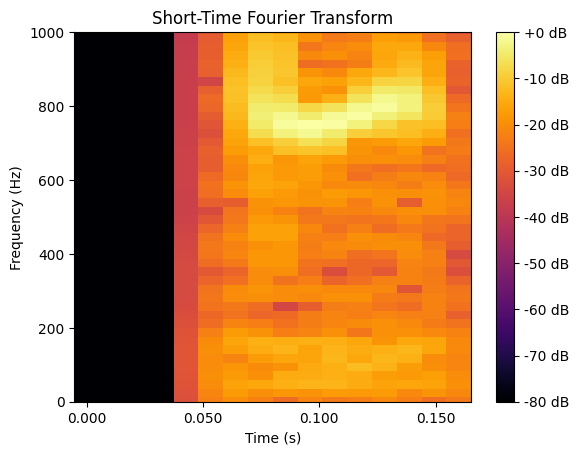 Short-Time Fourier Transform
Frequency (Hz)
1000
800
600
400
200
0
0.000
0.050
0.100
0.150
Time (s)
+0 dB
-10 dB
-20 dB
-30 dB
-40 dB
-50 dB
-60 dB
-70 dB
-80 dB